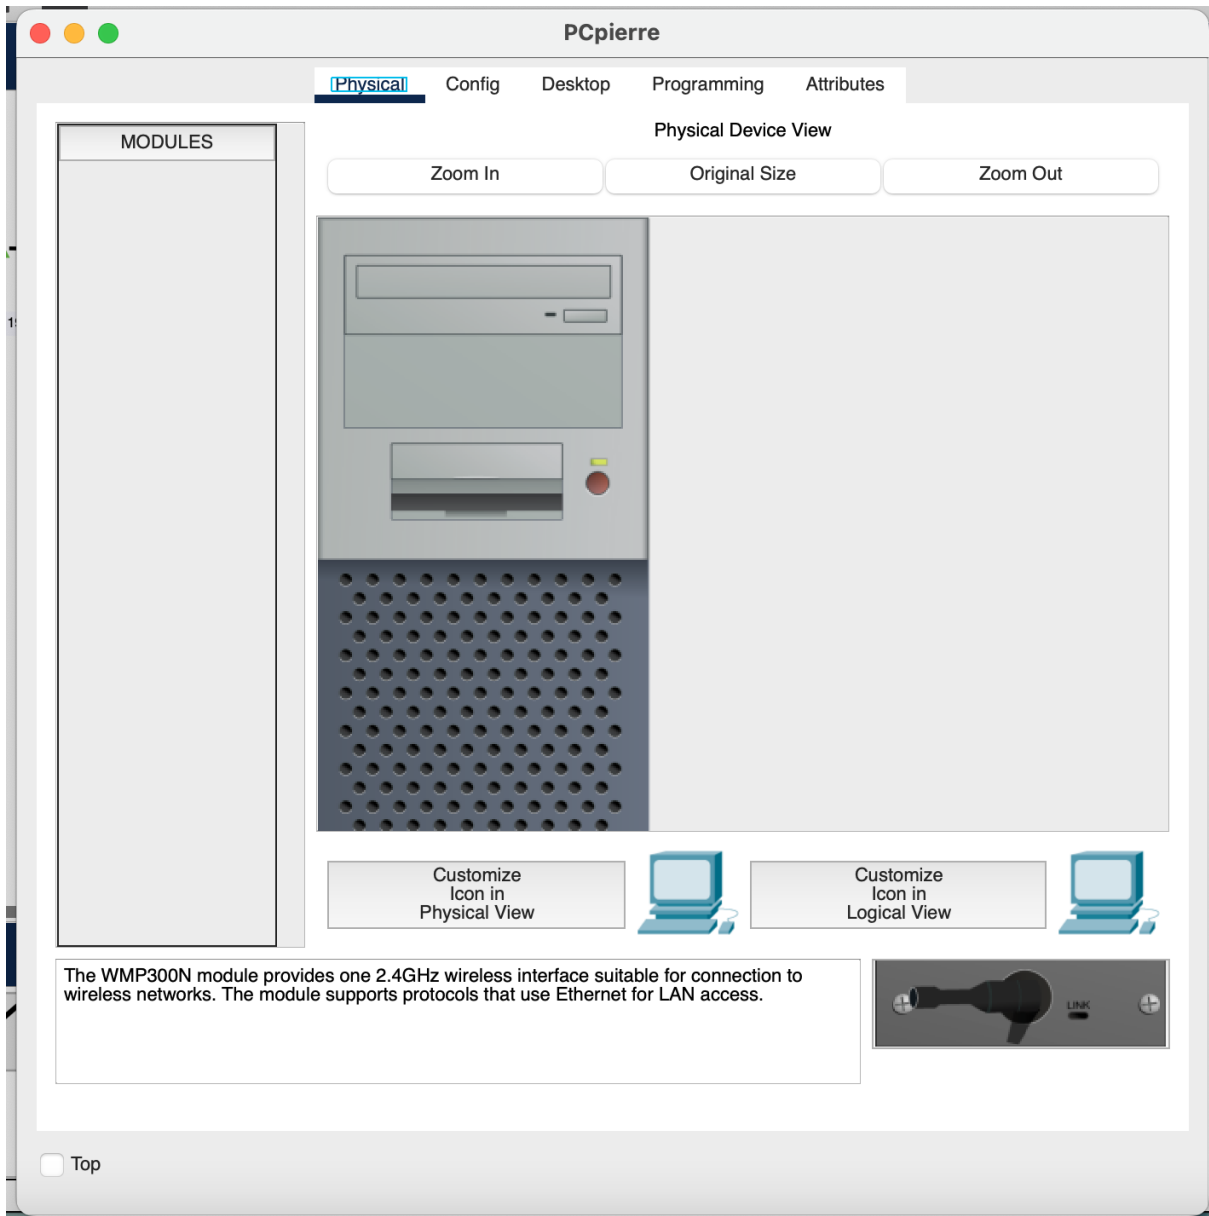 PCpierre
Physical Config Desktop Programming Attributes
MODULES
Physical Device View
Zoom In Original Size Zoom Out
Customize
Icon in
Physical View
Customize
Icon in
Logical View
The WMP300N module provides one 2.4GHz wireless interface suitable for connection to
wireless networks. The module supports protocols that use Ethernet for LAN access.
LINK
Top